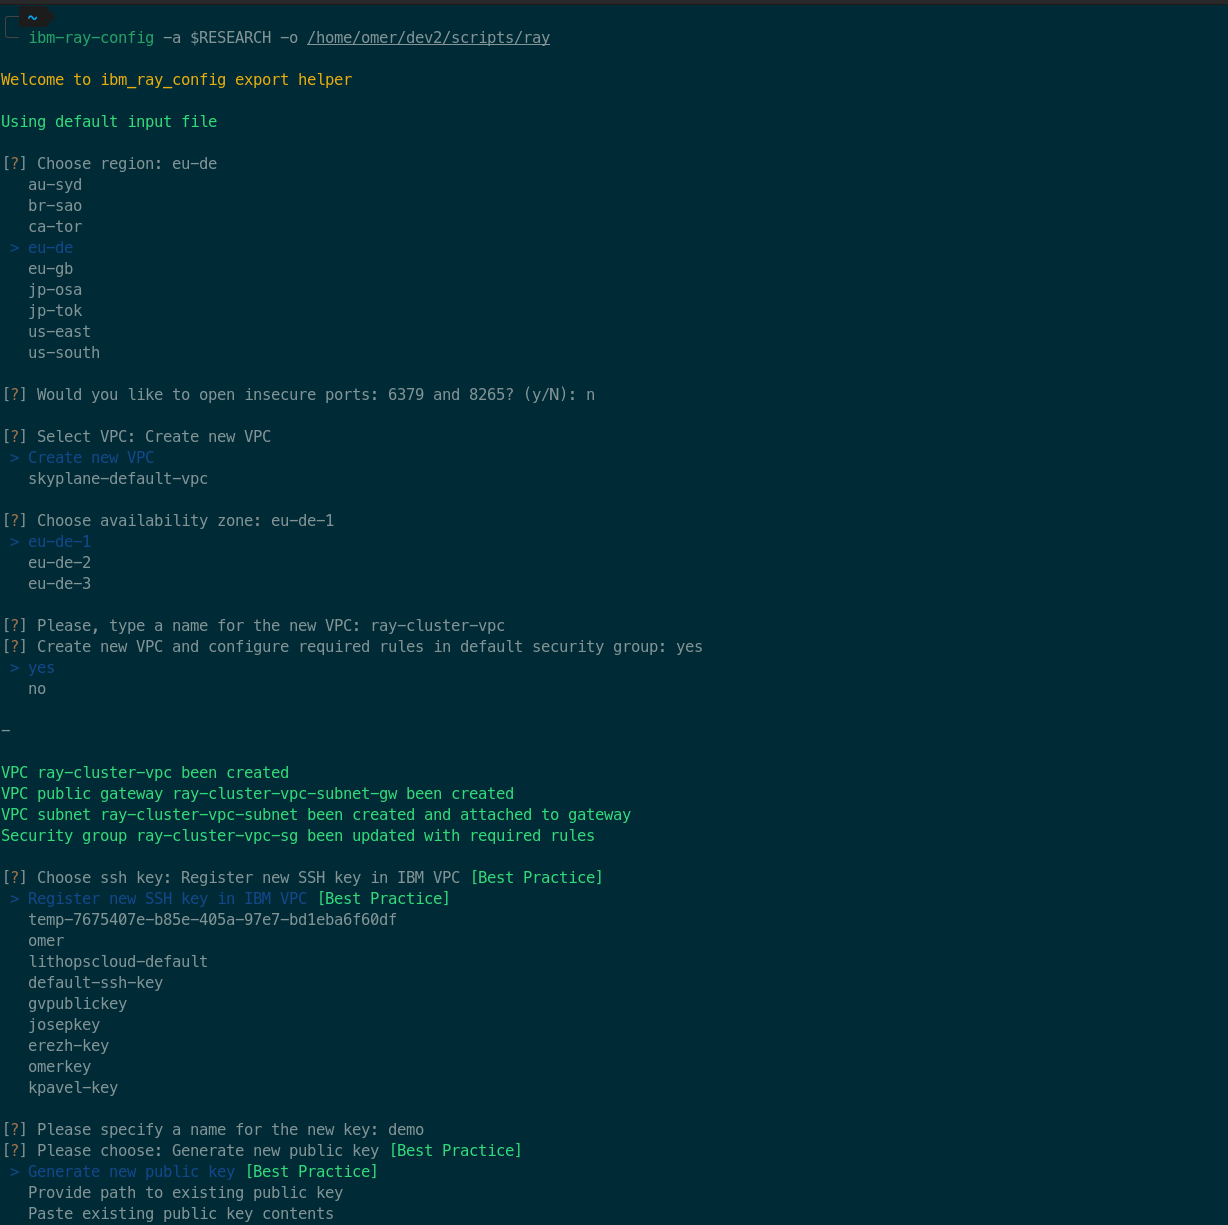 ~
ibm-ray-config -a $RESEARCH -o /home/omer/dev2/scripts/ray
Welcome to ibm_ray_config export helper
Using default input file
[?] Choose region: eu-de
au-syd
br-sao
ca-tor
> eu-de
eu-gb
jp-osa
jp-tok
us-east
us-south
[?] Would you like to open insecure ports: 6379 and 8265? (y/N): n
[?] Select VPC: Create new VPC
> Create new VPC
skyplane-default-vpc
[?] Choose availability zone: eu-de-1
> eu-de-1
eu-de-2
eu-de-3
[?] Please, type a name for the new VPC: ray-cluster-vpc
[?] Create new VPC and configure required rules in default security group: yes
> yes
no
-
VPC ray-cluster-vpc been created
VPC public gateway ray-cluster-vpc-subnet-gw been created
VPC subnet ray-cluster-vpc-subnet been created and attached to gateway
Security group ray-cluster-vpc-sg been updated with required rules
[?] Choose ssh key: Register new SSH key in IBM VPC [Best Practice]
> Register new SSH key in IBM VPC [Best Practice]
temp-7675407e-b85e-405a-97e7-bd1eba6f60df
omer
lithopscloud-default
default-ssh-key
gvpublickey
josepkey
erezh-key
omerkey
kpavel-key
[?] Please specify a name for the new key: demo
[?] Please choose: Generate new public key [Best Practice]
> Generate new public key [Best Practice]
Provide path to existing public key
Paste existing public key contents